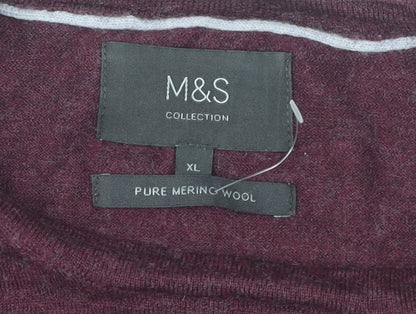 M&S
COLLECTION
XL
PURE MERINO WOOL